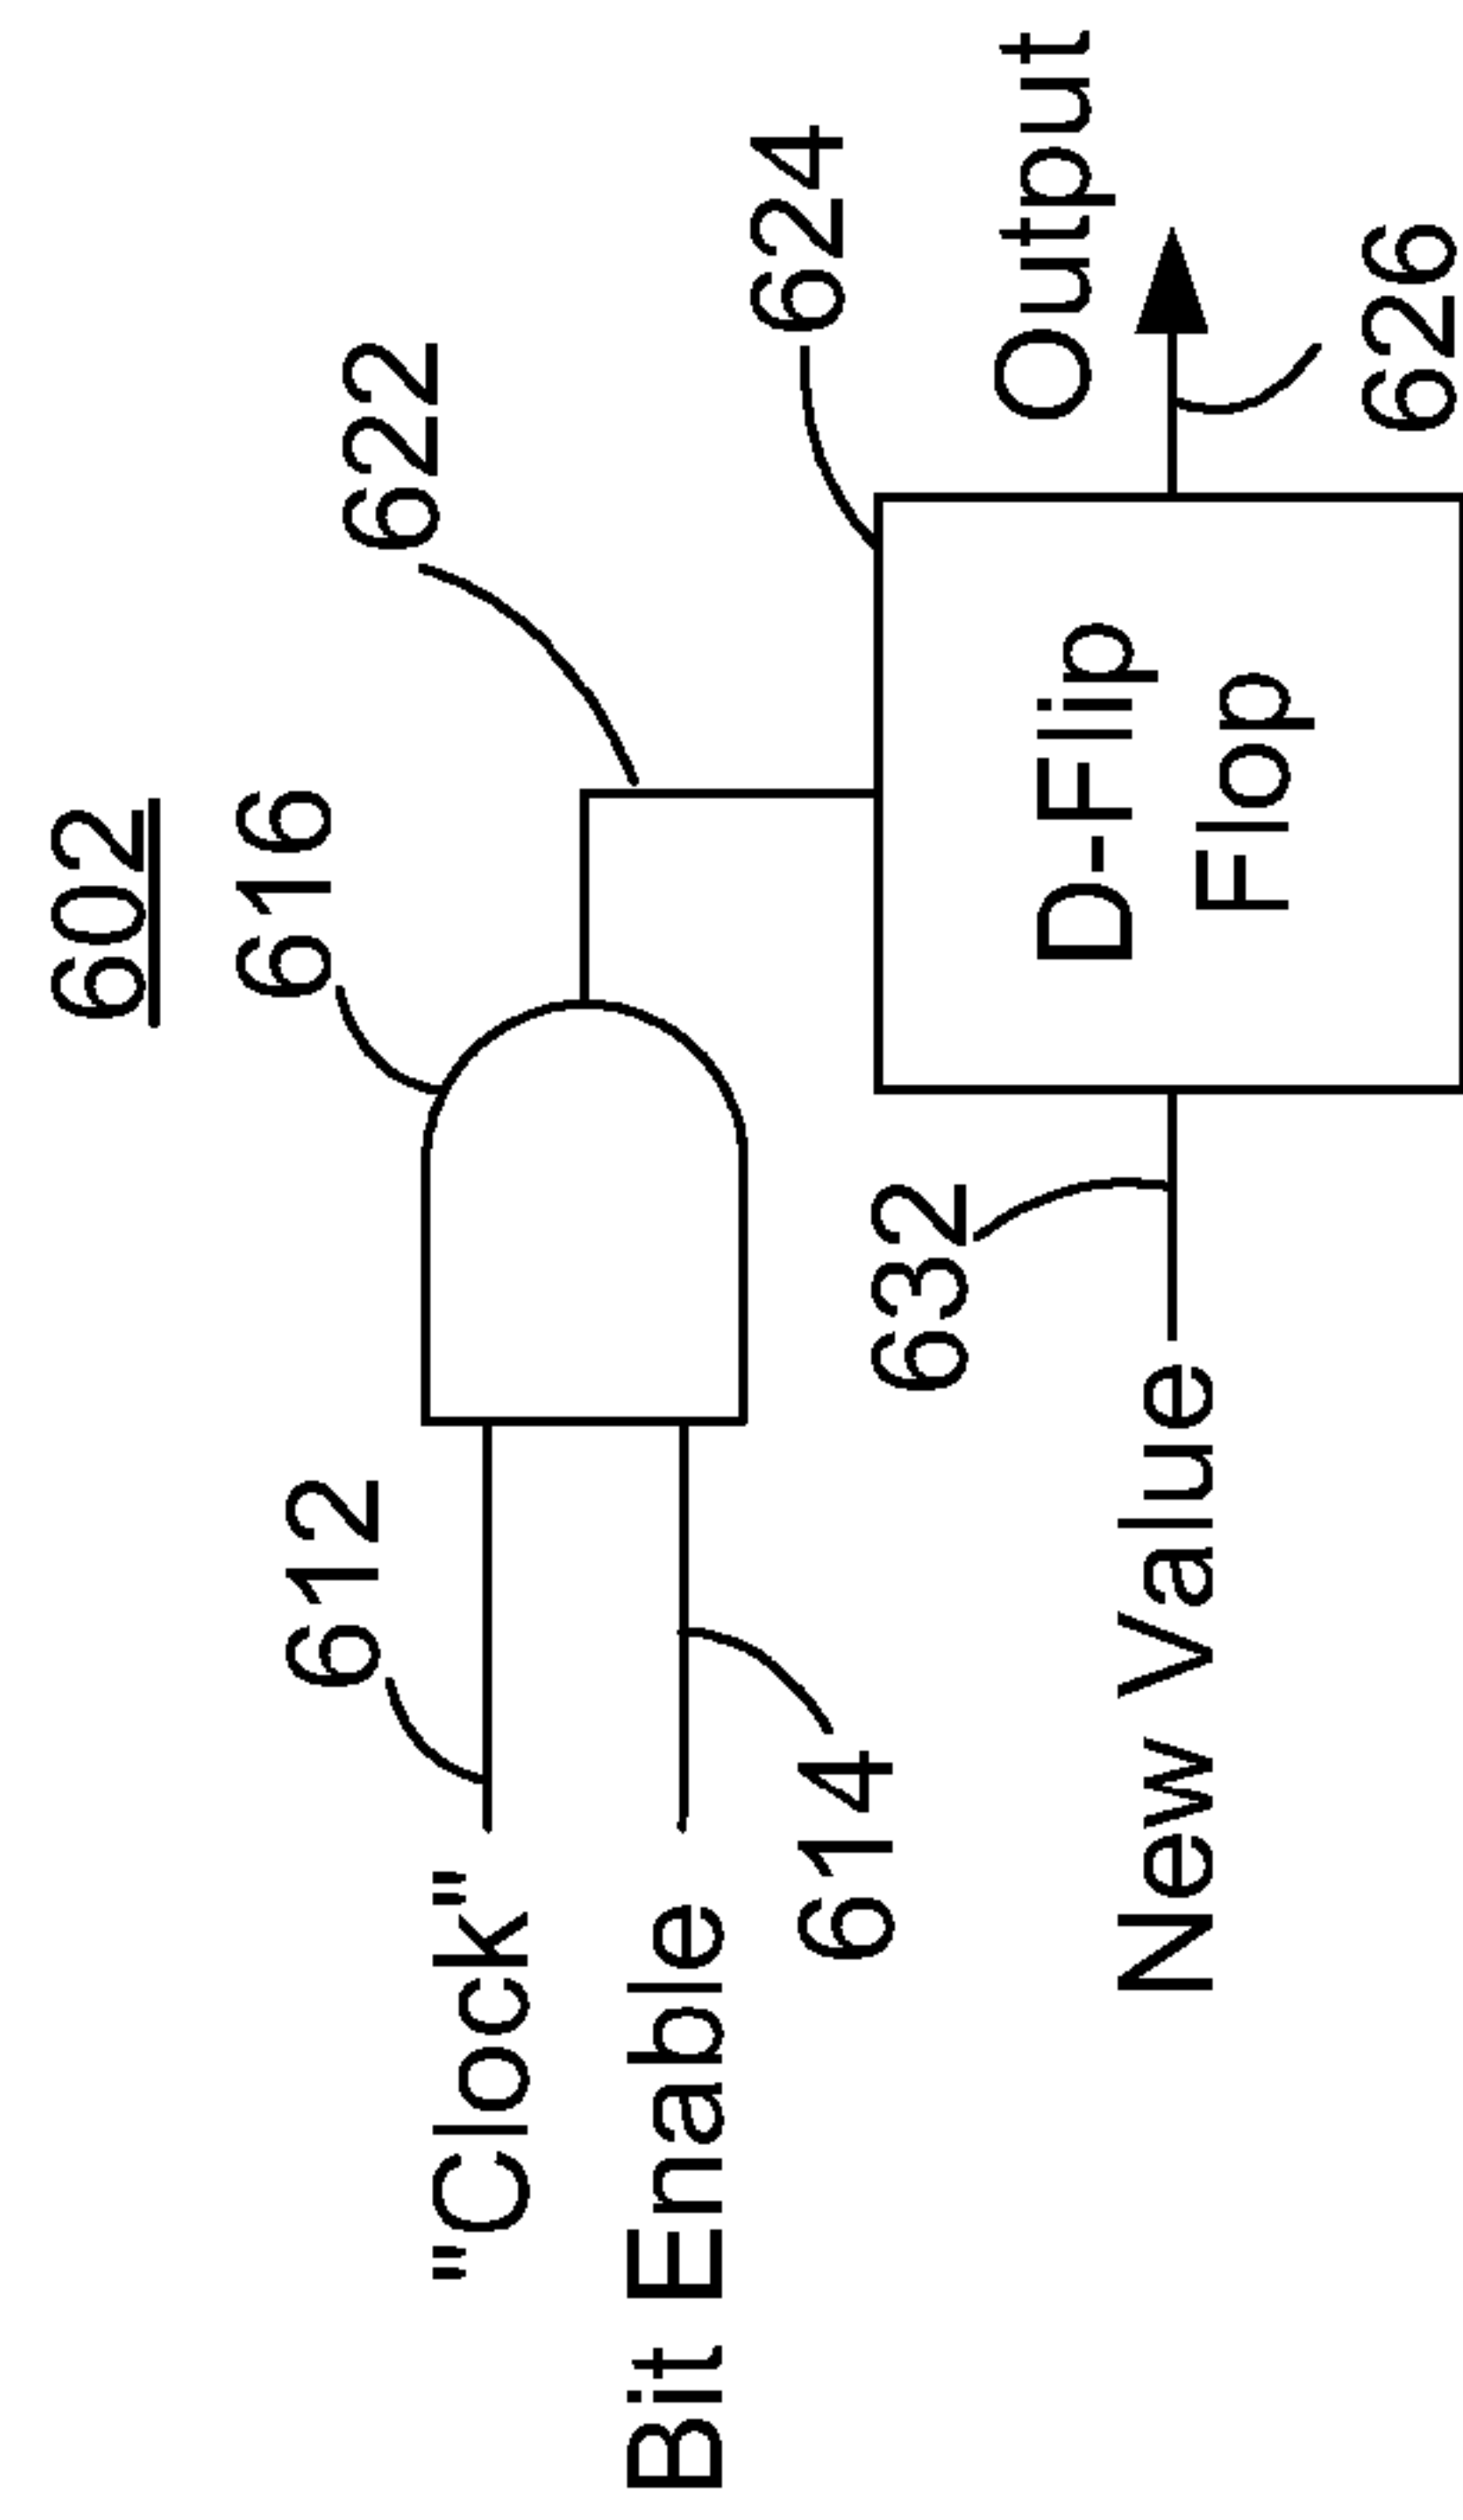 602
616
622
612
"Clock"
Bit Enable
614
624
632
New Value
D-Flip
Flop
Output
626